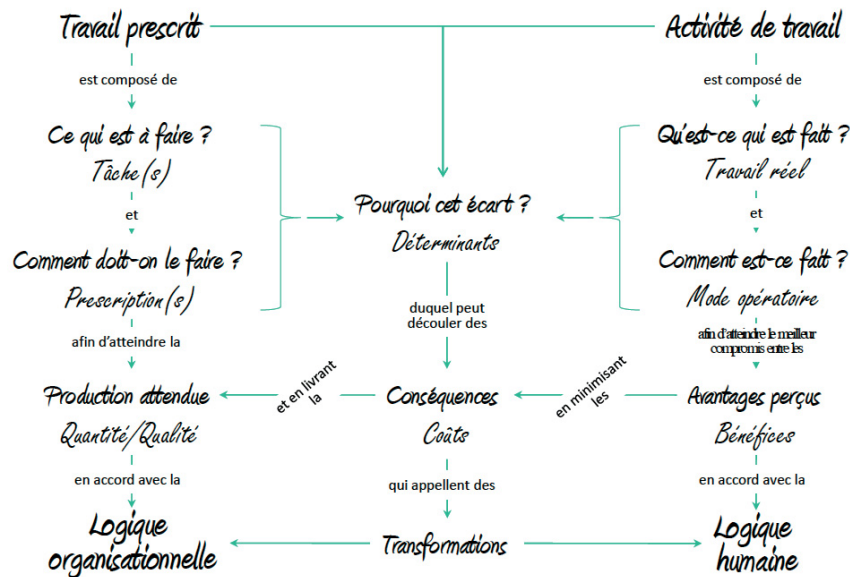 Travail prescrit
Activité de travail
est composé de
est composé de
Ce qui est à faire ?
Tâche(s)
Qu'est-ce qui est fait ?
Travail réel
et
et
Pourquoi cet écart ?
Déterminants
Comment doit-on le faire ?
Prescription(s)
Comment est-ce fait ?
Mode opératoire
afin d'atteindre la
duquel peut
découler des
afin d'atteindre le meilleur
compromis entre les
Production attendue
Quantité/Qualité
et en livrant
la
Conséquences
Coûts
en minimisant
les
Avantages perçus
Bénéfices
en accord avec la
qui appellent des
en accord avec la
Logique
organisationnelle
Transformations
Logique
humaine